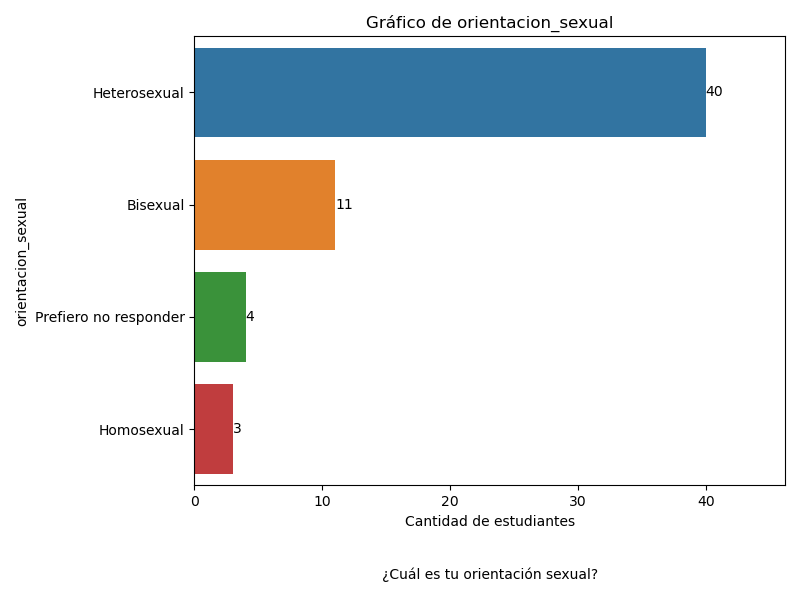 Gráfico de orientacion_sexual
orientacion_sexual
Heterosexual
40
Bisexual
11
Prefiero no responder
4
Homosexual
3
0 10 20 30 40
Cantidad de estudiantes
¿Cuál es tu orientación sexual?